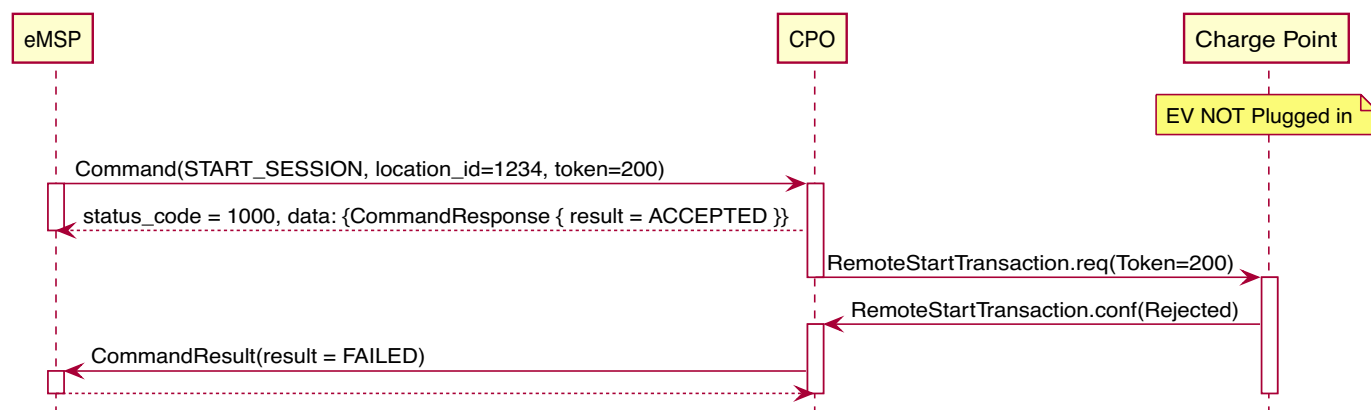 eMSP
CPO
Charge Point
EV NOT Plugged in
Command(START_SESSION, location_id=1234, token=200)
status_code = 1000, data: {CommandResponse { result = ACCEPTED }}
RemoteStartTransaction.req(Token=200)
RemoteStartTransaction.conf(Rejected)
CommandResult(result = FAILED)